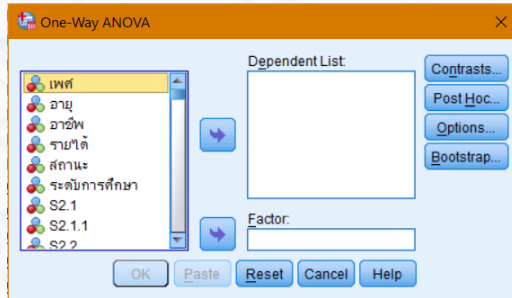 One-Way ANOVA
Dependent List:
เพศ
อายุ
อาชีพ
รายได้
สถานะ
ระดับการศึกษา
S2.1
S2.1.1
S2.2
Factor:
Contrasts...
Post Hoc...
Options...
Bootstrap...
OK
Paste
Reset
Cancel
Help